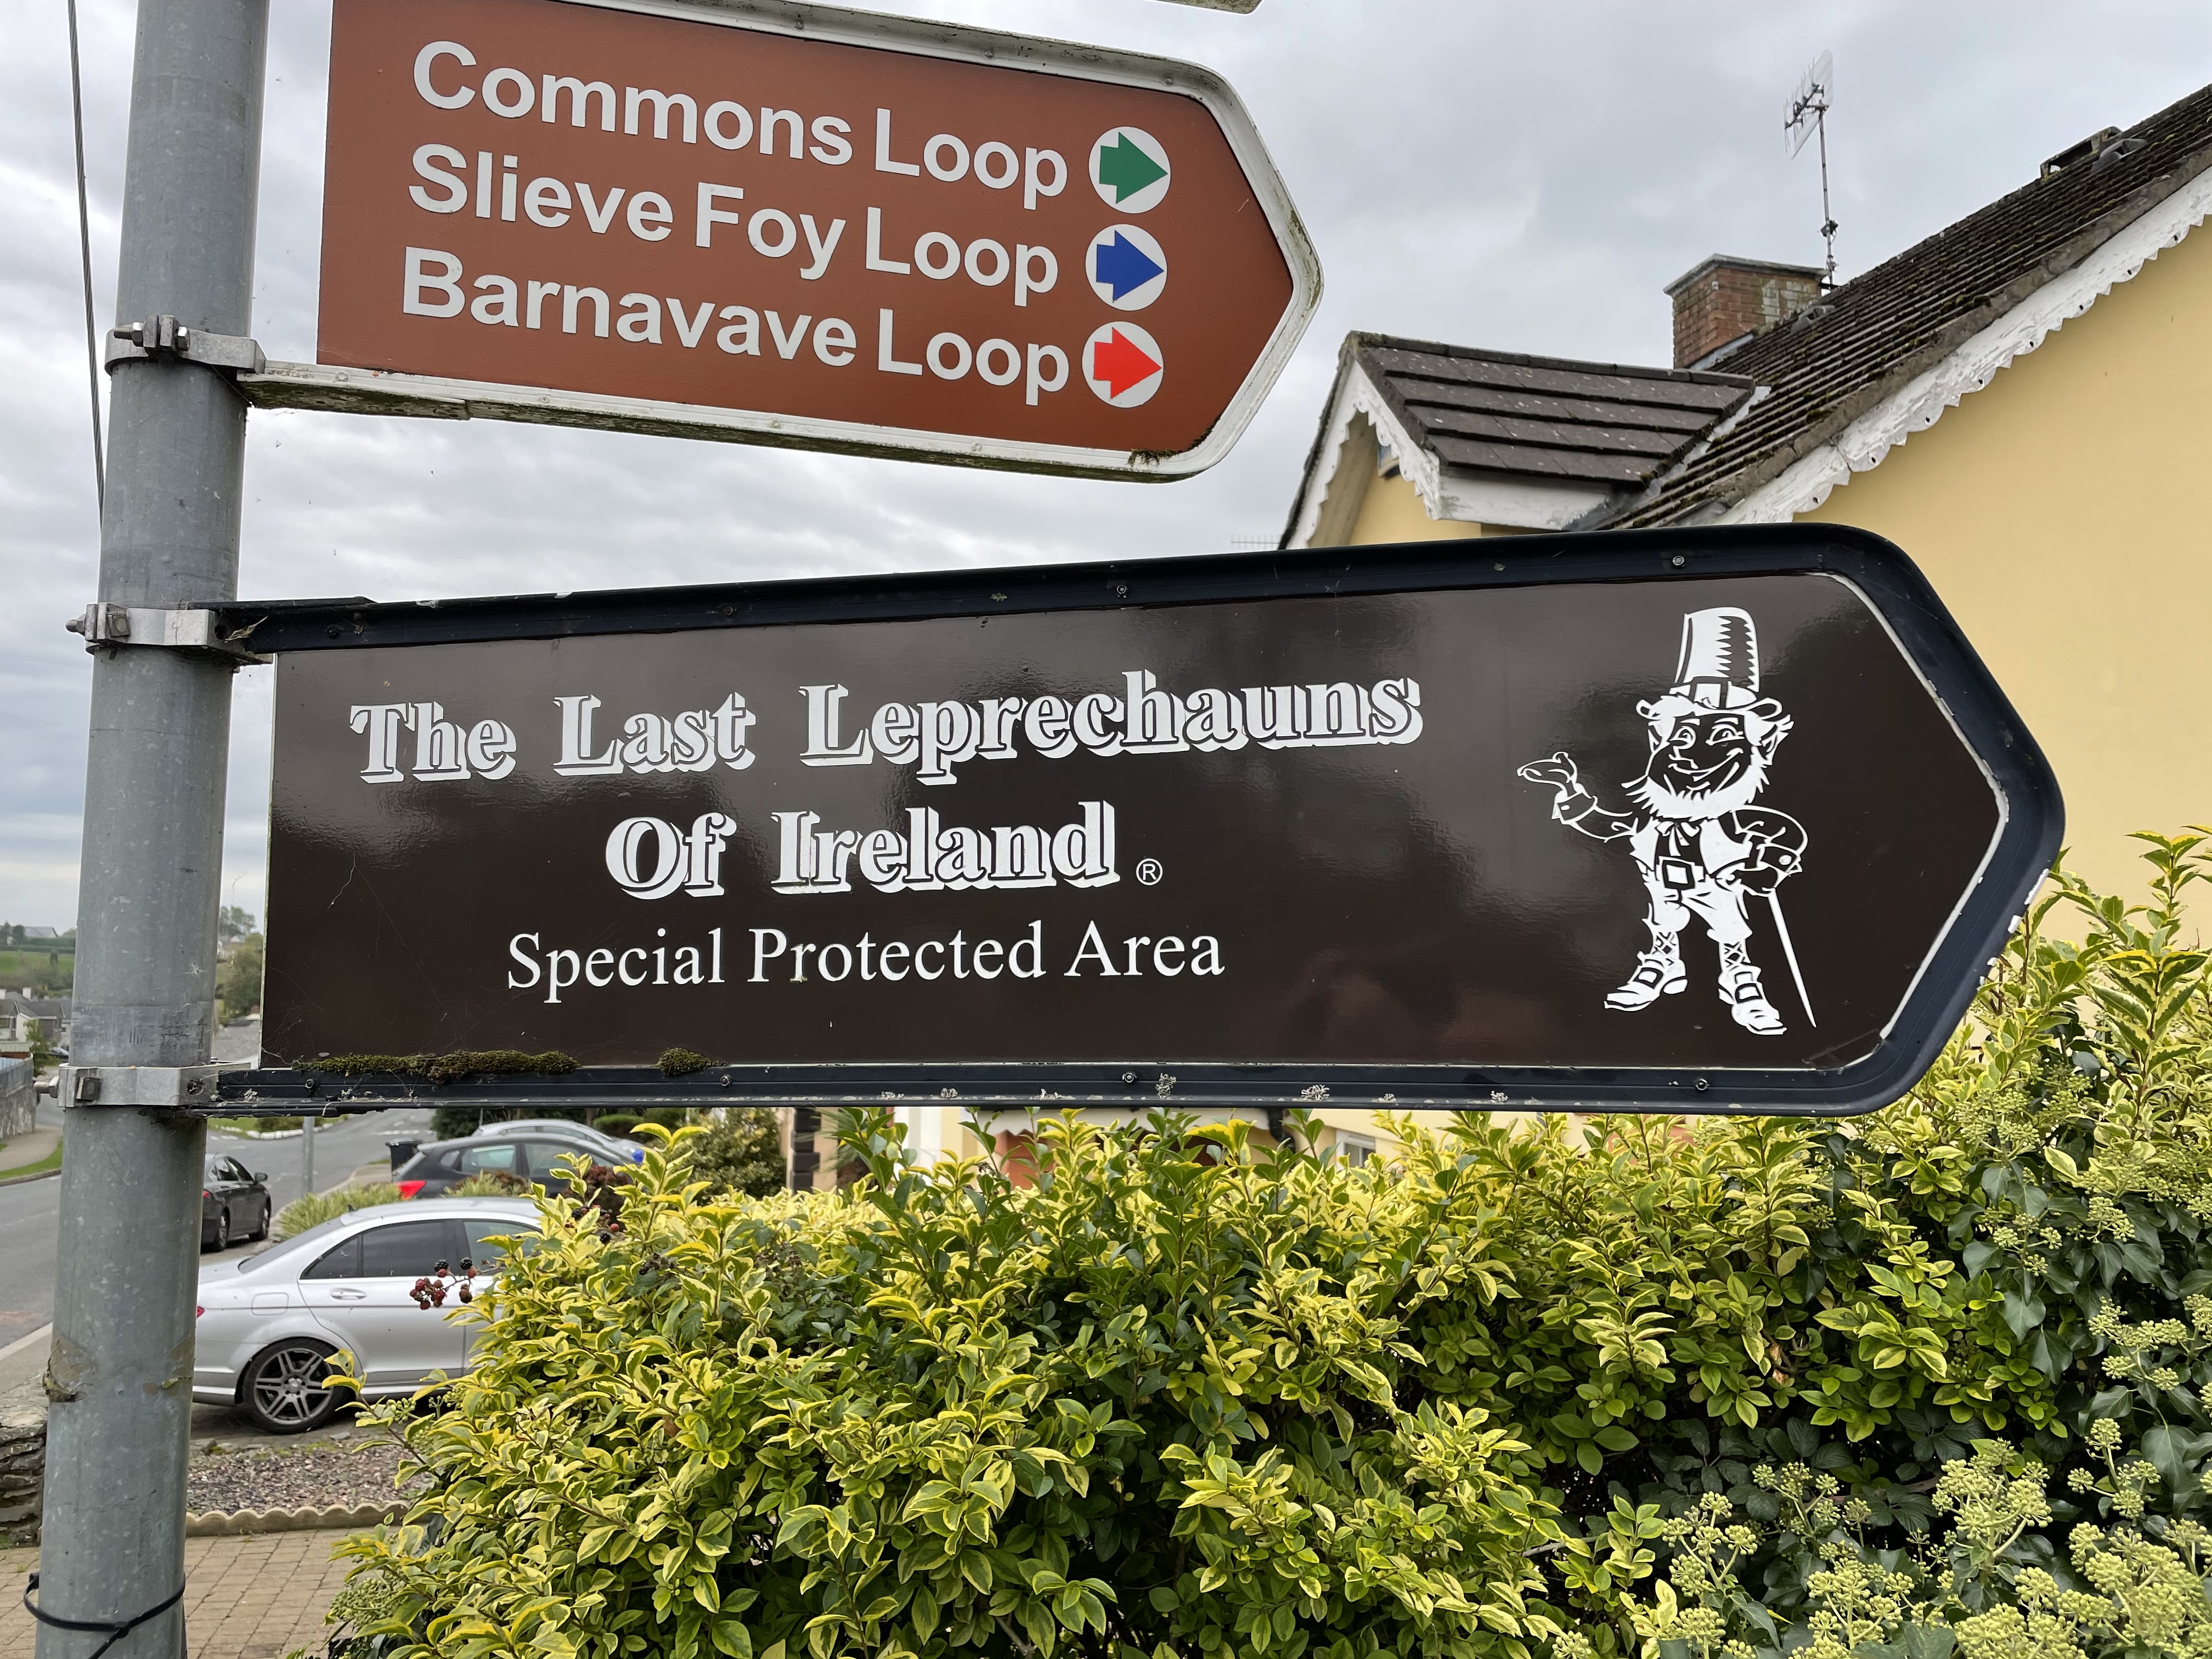 Commons Loop
Slieve Foy Loop
Barnavave Loop
The Last Leprechauns
Of Ireland ®
Special Protected Area